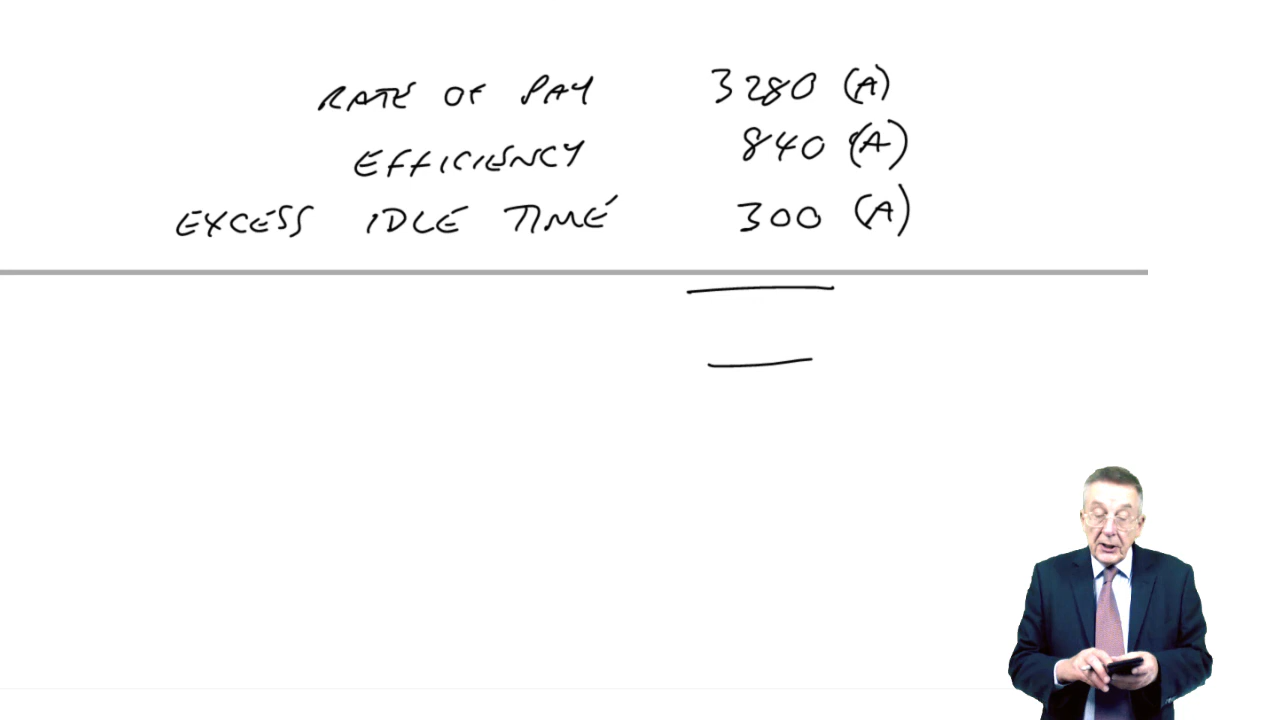 RATE OF PAY 3280 (A)
EFFICIENCY 840 (A)
EXCESS IDLE TIME 300 (A)